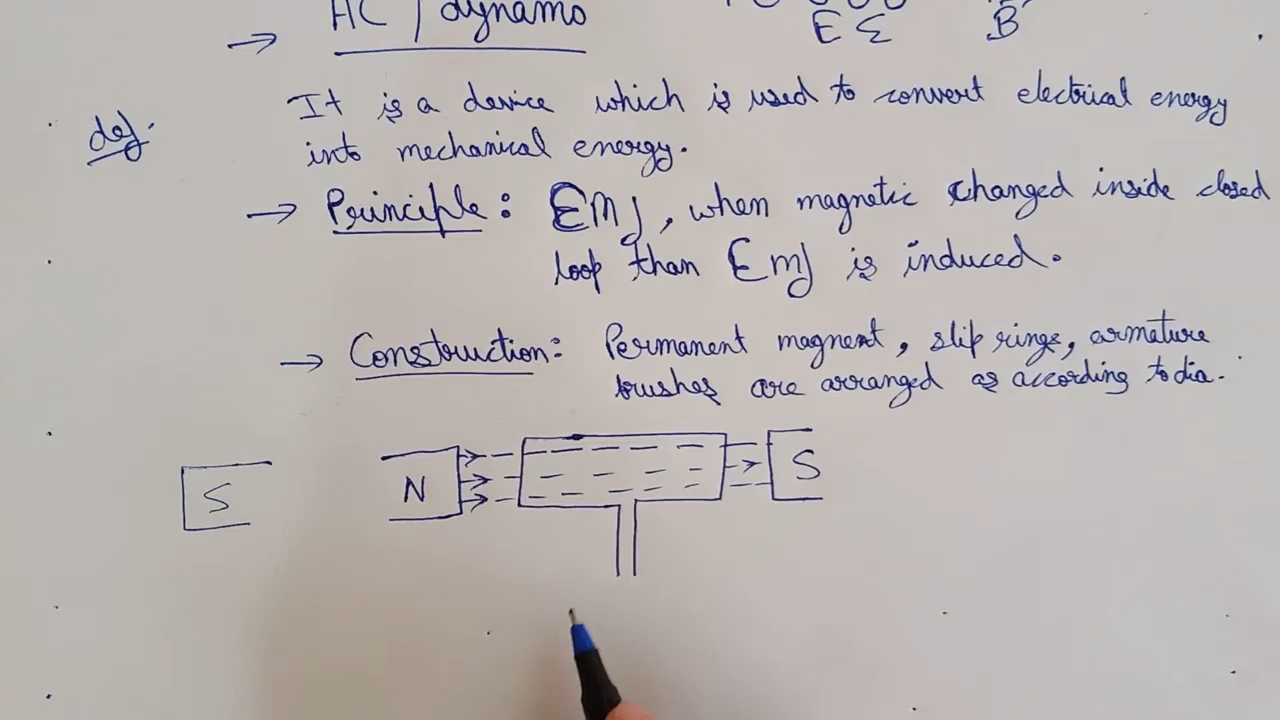 → AC / dynamo
E Ɛ B
def. It is a device which is used to convert electrical energy
into mechanical energy.
→ Principle: Emf, when magnetic changed inside closed
loop than Emf is induced.
→ Construction: Permanent magnent, slip rings, armature
brushes are arranged as according to dia.
S N S